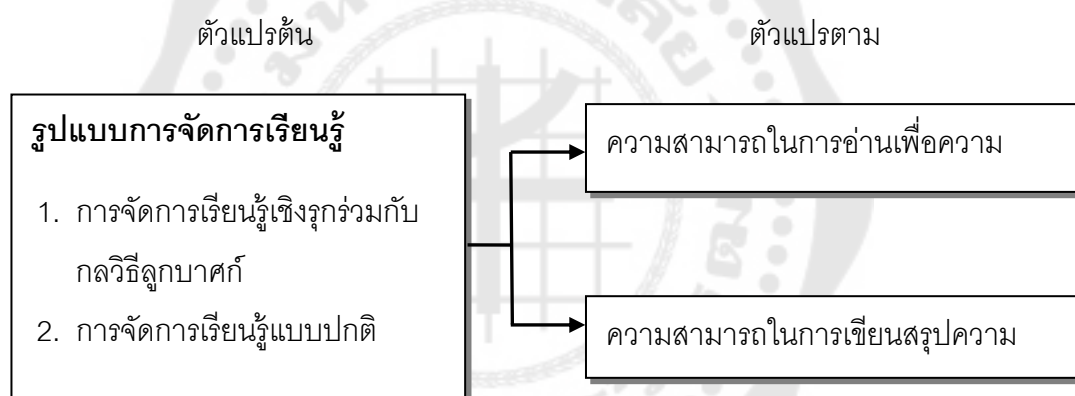 ตัวแปรต้น
ตัวแปรตาม
รูปแบบการจัดการเรียนรู้
1. การจัดการเรียนรู้เชิงรุกร่วมกับ
กลวิธีลูกบาศก์
2. การจัดการเรียนรู้แบบปกติ
ความสามารถในการอ่านเพื่อความ
ความสามารถในการเขียนสรุปความ